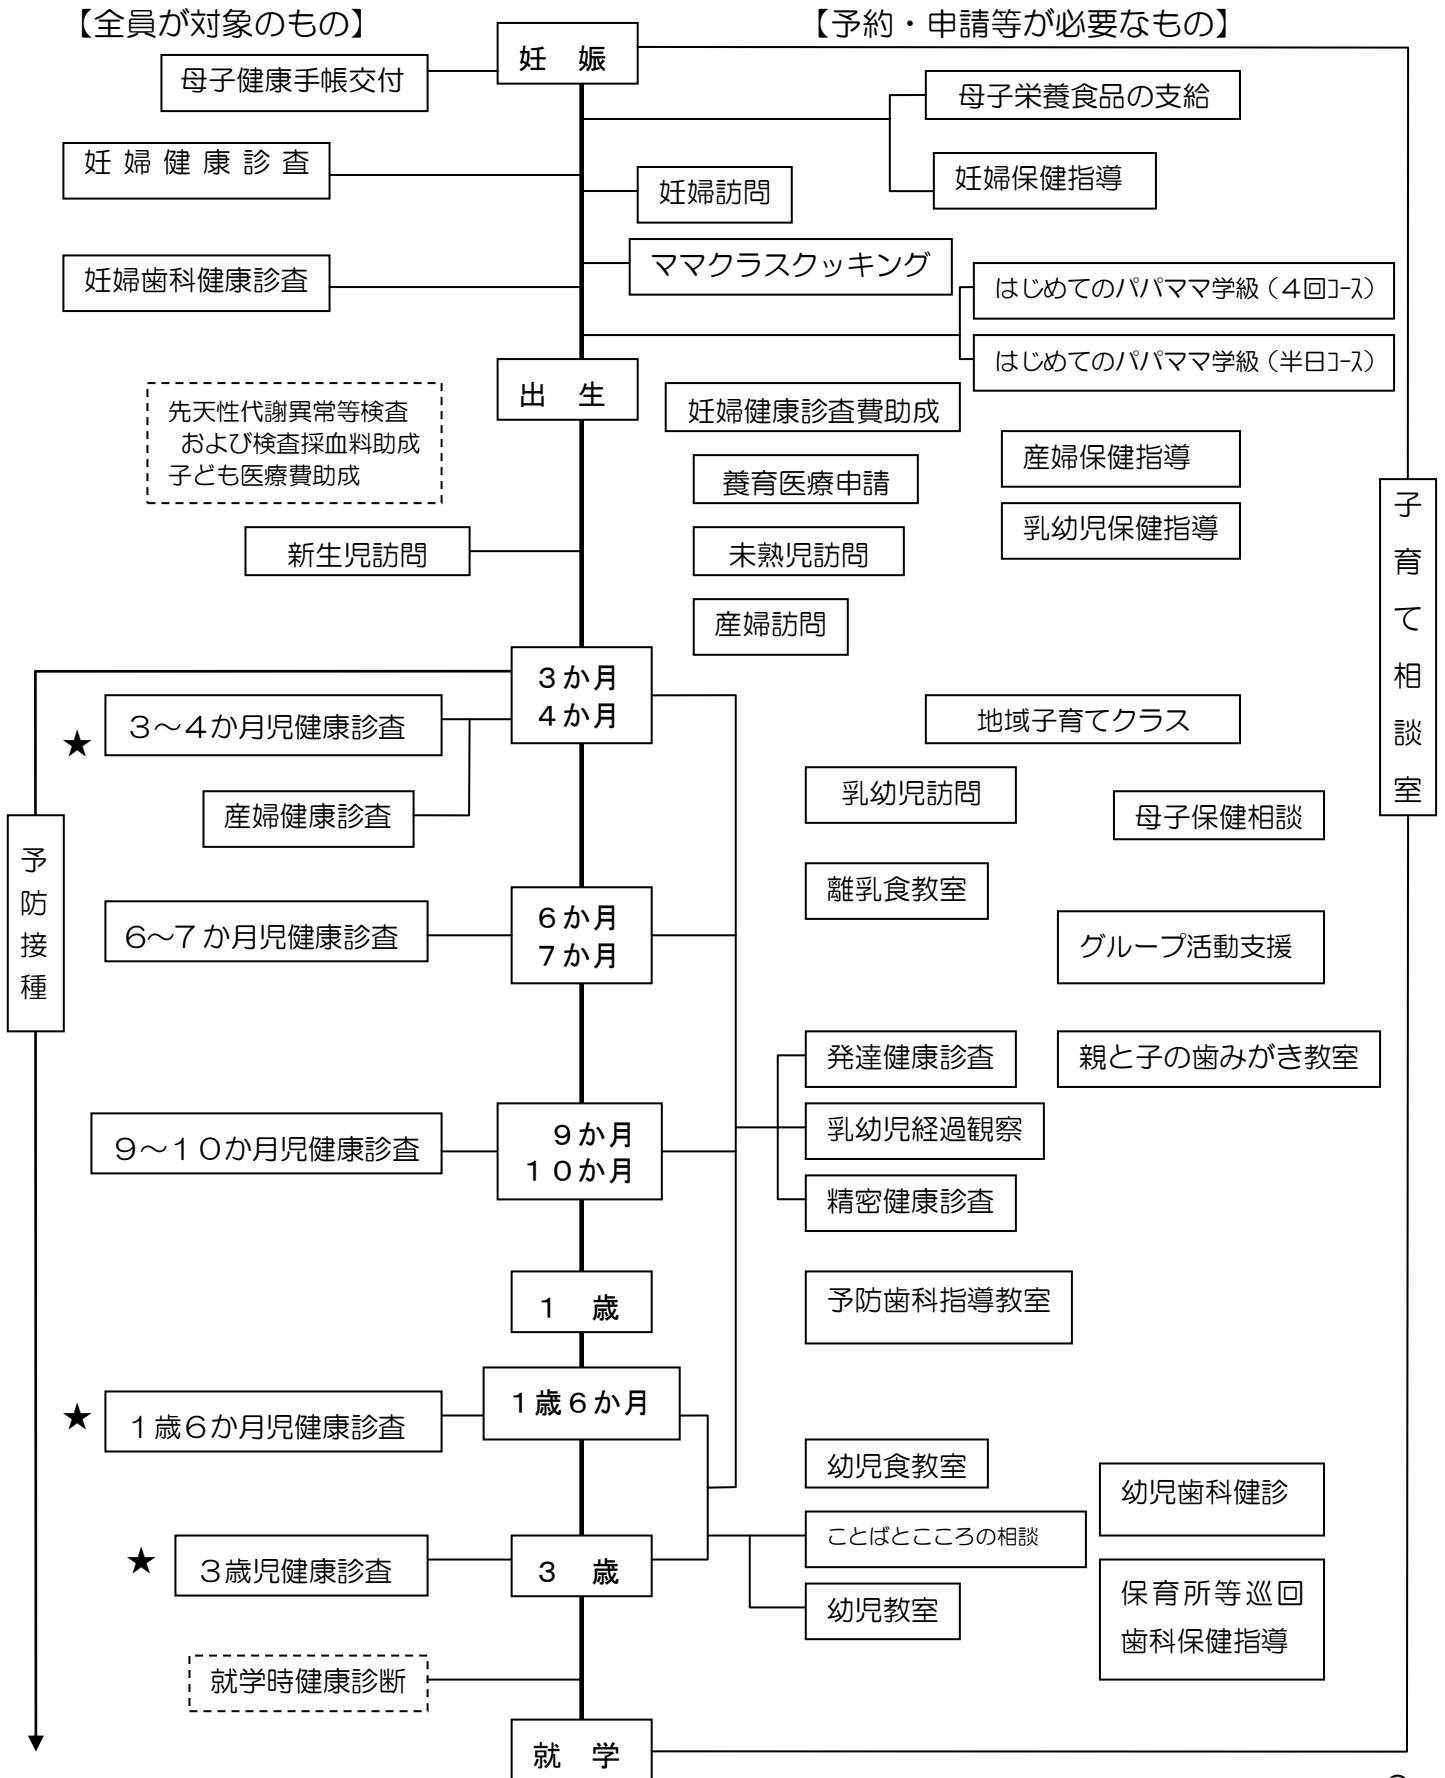 【全員が対象のもの】
【予約・申請等が必要なもの】
妊　娠
母子健康手帳交付
母子栄養食品の支給
妊 婦 健 康 診 査
妊婦訪問
妊婦保健指導
妊婦歯科健康診査
ママクラスクッキング
はじめてのパパママ学級（４回ｺｰｽ）
はじめてのパパママ学級（半日ｺｰｽ）
出　生
先天性代謝異常等検査
および検査採血料助成
子ども医療費助成
妊婦健康診査費助成
産婦保健指導
養育医療申請
乳幼児保健指導
新生児訪問
未熟児訪問
産婦訪問
子育て相談室
３か月
４か月
★
３～４か月児健康診査
地域子育てクラス
産婦健康診査
乳幼児訪問
母子保健相談
予防接種
離乳食教室
６か月
７か月
６～７か月児健康診査
グループ活動支援
発達健康診査
親と子の歯みがき教室
９か月
１０か月
９～１０か月児健康診査
乳幼児経過観察
精密健康診査
１　歳
予防歯科指導教室
１歳６か月
★
１歳６か月児健康診査
幼児食教室
幼児歯科健診
ことばとこころの相談
★
３歳児健康診査
３　歳
幼児教室
保育所等巡回
歯科保健指導
就学時健康診断
就　学